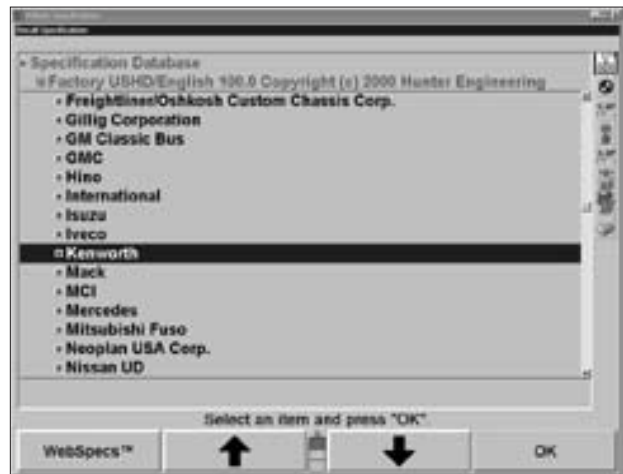 Recall Specifications
Specification Database
Factory USHD/English 100.0 Copyright (c) 2000 Hunter Engineering
Freightliner/Oshkosh Custom Chassis Corp.
Gillig Corporation
GM Classic Bus
GMC
Hino
International
Isuzu
Iveco
Kenworth
Mack
MCI
Mercedes
Mitsubishi Fuso
Neoplan USA Corp.
Nissan UD
Select an item and press "OK".
WebSpecs™
OK